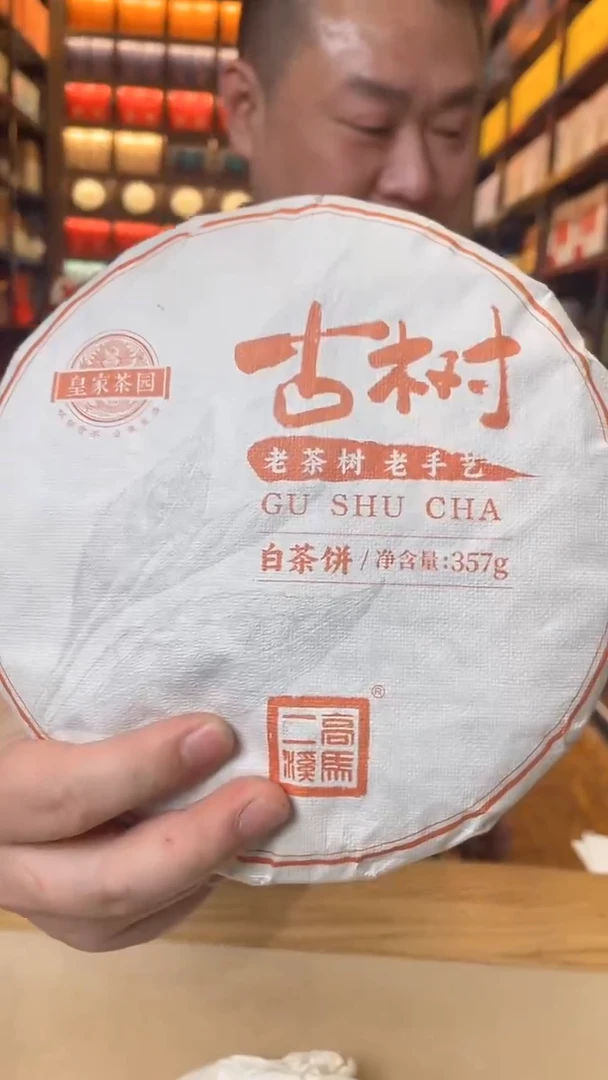 皇家茶园
古树
老茶树 老手艺
GU SHU CHA
白茶饼 / 净含量:357g
®
高馬二溪